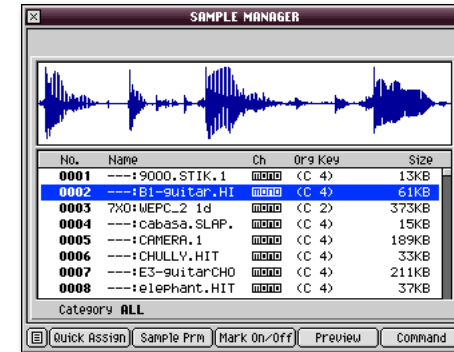 SAMPLE MANAGER
No. Name Ch Org Key Size
0001 ---:9000.STIK.1 mono (C 4) 13KB
0002 ---:B1-guitar.HI mono (C 4) 61KB
0003 7XO:WEPC_2 1d mono (C 2) 373KB
0004 ---:cabasa.SLAP. mono (C 4) 15KB
0005 ---:CAMERA.1 mono (C 4) 189KB
0006 ---:CHULLY.HIT mono (C 4) 33KB
0007 ---:E3-guitarCHO mono (C 4) 211KB
0008 ---:elephant.HIT mono (C 4) 37KB
Category ALL
Quick Assign Sample Prm Mark On/Off Preview Command